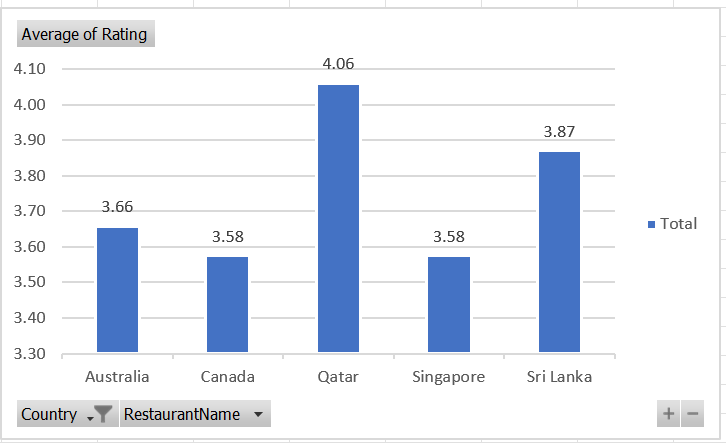 Average of Rating
4.10
4.00
3.90
3.80
3.70
3.60
3.50
3.40
3.30
3.66
3.58
4.06
3.58
3.87
Australia
Canada
Qatar
Singapore
Sri Lanka
Total
Country
RestaurantName
+
−